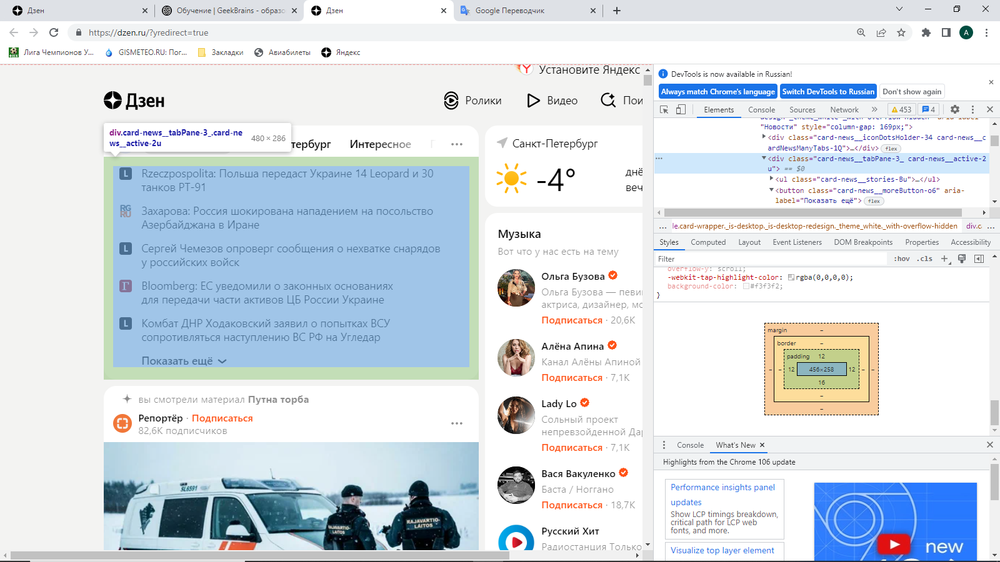 Дзен
Обучение | GeekBrains - образо
Дзен
Google Переводчик
https://dzen.ru/?yredirect=true
A
Лига Чемпионов У...
GISMETEO.RU: Пог...
Закладки
Авиабилеты
Яндекс
Установите Яндекс
Дзен
Ролики
Видео
Пои
div.card-news__tabPane-3_.card-ne
ws__active-2u
480 × 286
тербург
Интересное
Rzeczpospolita: Польша передаст Украине 14 Leopard и 30
танков PT-91
Захарова: Россия шокирована нападением на посольство
Азербайджана в Иране
Сергей Чемезов опроверг сообщения о нехватке снарядов
у российских войск
Bloomberg: ЕС уведомили о законных основаниях
для передачи части активов ЦБ России Украине
Комбат ДНР Ходаковский заявил о попытках ВСУ
сопротивляться наступлению ВС РФ на Угледар
Показать ещё
вы смотрели материал Путна торба
Репортёр · Подписаться
82,6K подписчиков
SL6591
RAJAVARTIO-
LAITOS
RAJAVARTIO-
LAITOS
Санкт-Петербург
-4°
днё
веч
Музыка
Вот что у нас есть на тему
Ольга Бузова
Ольга Бузова — певи
актриса, дизайнер, мо
Подписаться · 20,6K
Алёна Апина
Канал Алёны Апиной
Подписаться · 7,1K
Lady Lo
Сольный проект
непревзойденной Дар
Подписаться · 7,1K
Вася Вакуленко
Баста / Ноггано
Подписаться · 18,7K
Русский Хит
Радиостанция Только
DevTools is now available in Russian!
Always match Chrome's language
Switch DevTools to Russian
Don't show again
Elements
Console
Sources
Network
453
4
design _theme_white _with-overflow-hidden" aria-label=
"Новости" style="column-gap: 169px;">
<div class="card-news__iconDotsHolder-34 card-news__c
ardNewsManyTabs-1Q">…</div> flex
<div class="card-news__tabPane-3_ card-news__active-2
u"> == $0
<ul class="card-news__stories-Bu">…</ul>
<button class="card-news__moreButton-o6" aria-
label="Показать ещё"> flex
... le.card-wrapper._is-desktop._is-desktop-redesign._theme_white._with-overflow-hidden div.c ...
Styles
Computed
Layout
Event Listeners
DOM Breakpoints
Properties
Accessibility
Filter
:hov .cls
overflow-y: scroll;
-webkit-tap-highlight-color: rgba(0,0,0,0);
background-color: #f3f3f2;
}
margin –
border –
padding 12
– – 12 456×258 12 – –
16
–
–
Console
What's New
Highlights from the Chrome 106 update
Performance insights panel
updates
Show LCP timings breakdown,
critical path for LCP web
fonts, and more.
Visualize top layer element
new